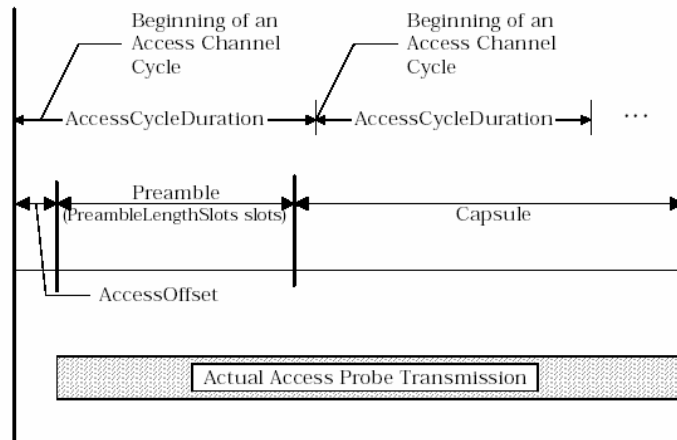 Beginning of an
Access Channel
Cycle
Beginning of an
Access Channel
Cycle
AccessCycleDuration
AccessCycleDuration
...
Preamble
(PreambleLengthSlots slots)
Capsule
AccessOffset
Actual Access Probe Transmission